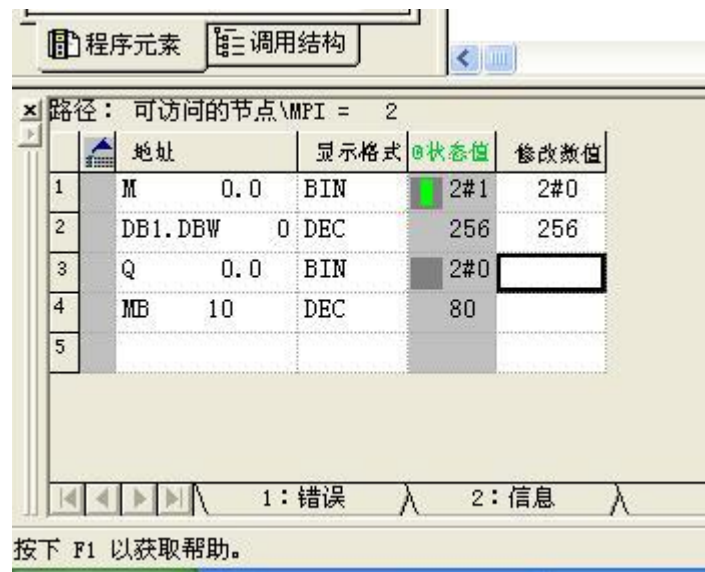 程序元素 调用结构
路径： 可访问的节点\MPI = 2
地址 显示格式 状态值 修改数值
1 M 0.0 BIN 2#1 2#0
2 DB1.DBW 0 DEC 256 256
3 Q 0.0 BIN 2#0
4 MB 10 DEC 80
5
1：错误 2：信息
按下 F1 以获取帮助。